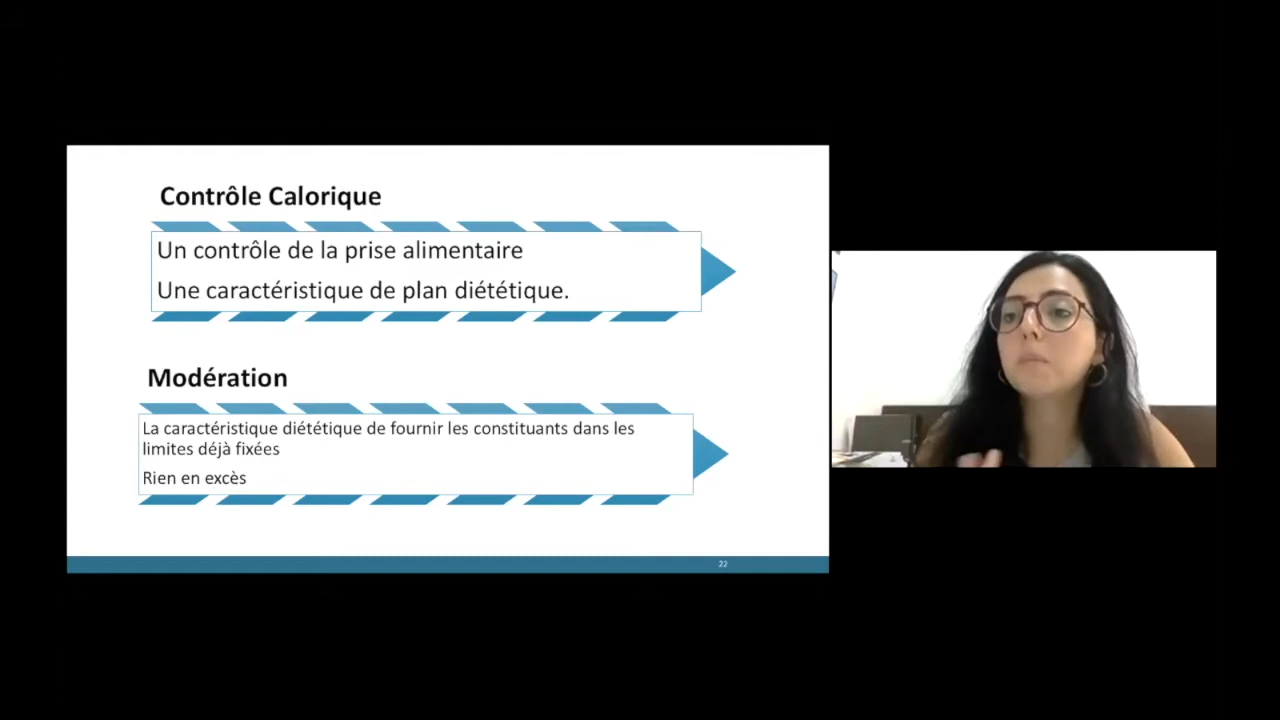 Contrôle Calorique
Un contrôle de la prise alimentaire
Une caractéristique de plan diététique.
Modération
La caractéristique diététique de fournir les constituants dans les
limites déjà fixées
Rien en excès
22